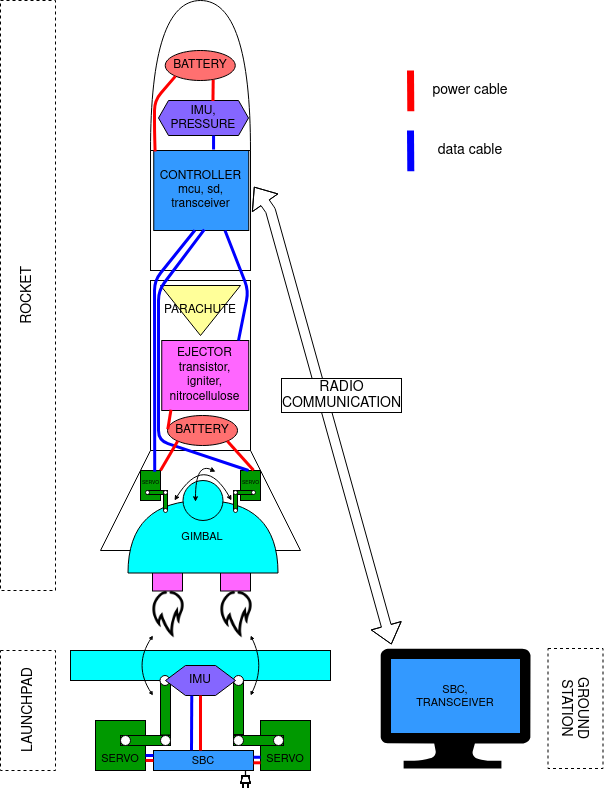 BATTERY
IMU,
PRESSURE
power cable
data cable
CONTROLLER
mcu, sd,
transceiver
ROCKET
PARACHUTE
EJECTOR
transistor,
igniter,
nitrocellulose
RADIO
COMMUNICATION
BATTERY
SERVO
SERVO
GIMBAL
LAUNCHPAD
IMU
SERVO
SBC
SERVO
SBC,
TRANSCEIVER
GROUND
STATION